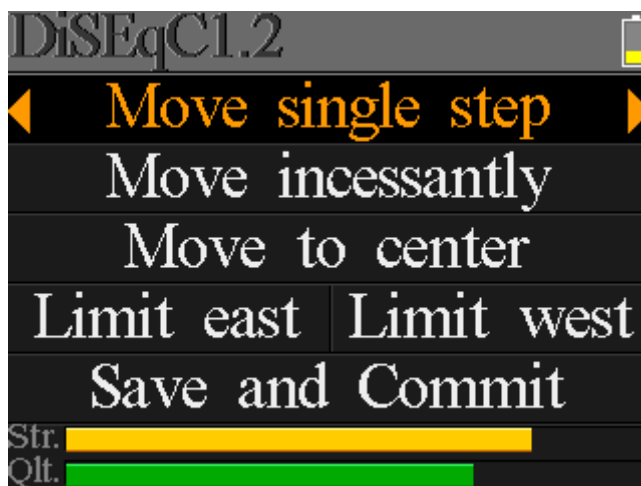 DiSEqC1.2
Move single step
Move incessantly
Move to center
Limit east Limit west
Save and Commit
Str.
Qlt.